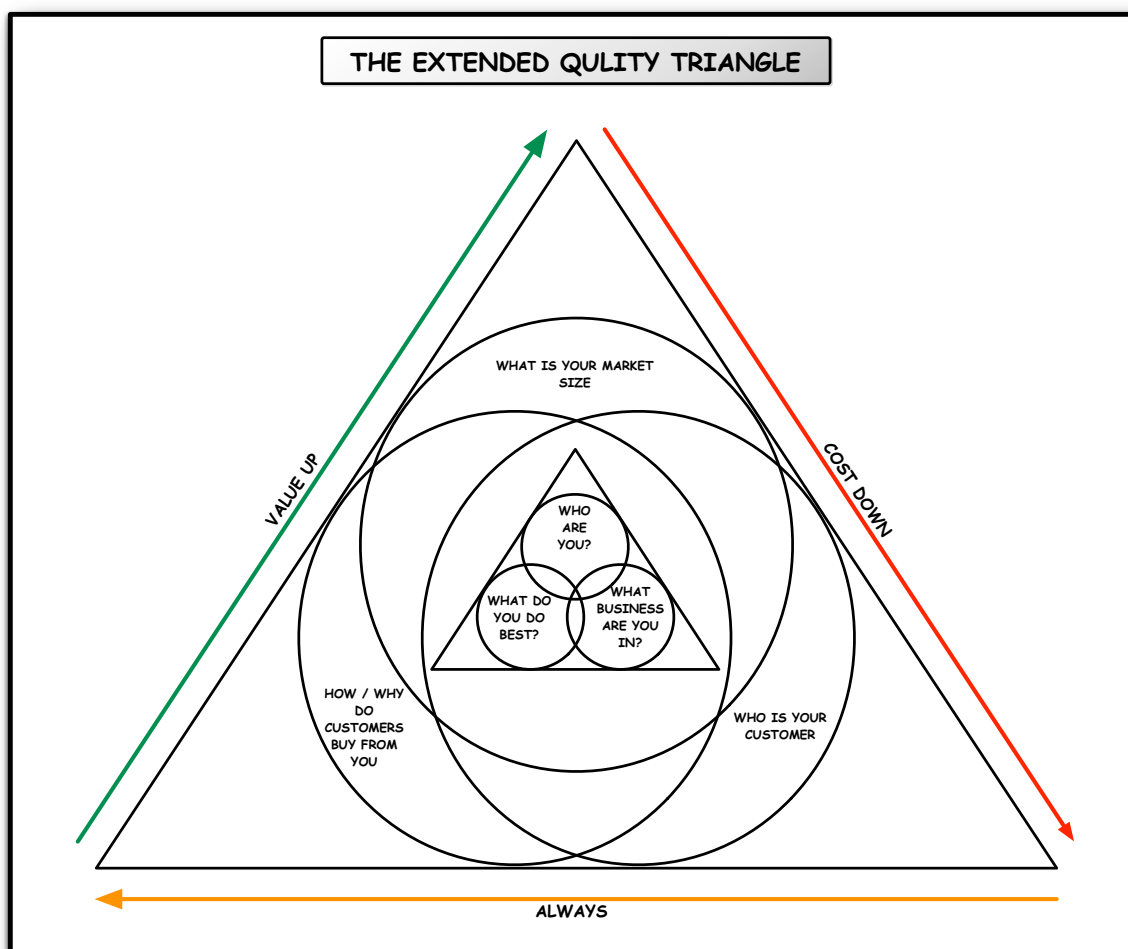 THE EXTENDED QULITY TRIANGLE
WHAT IS YOUR MARKET
SIZE
VALUE UP
COST DOWN
WHO
ARE
YOU?
WHAT DO
YOU DO
BEST?
WHAT
BUSINESS
ARE YOU
IN?
HOW / WHY
DO
CUSTOMERS
BUY FROM
YOU
WHO IS YOUR
CUSTOMER
ALWAYS